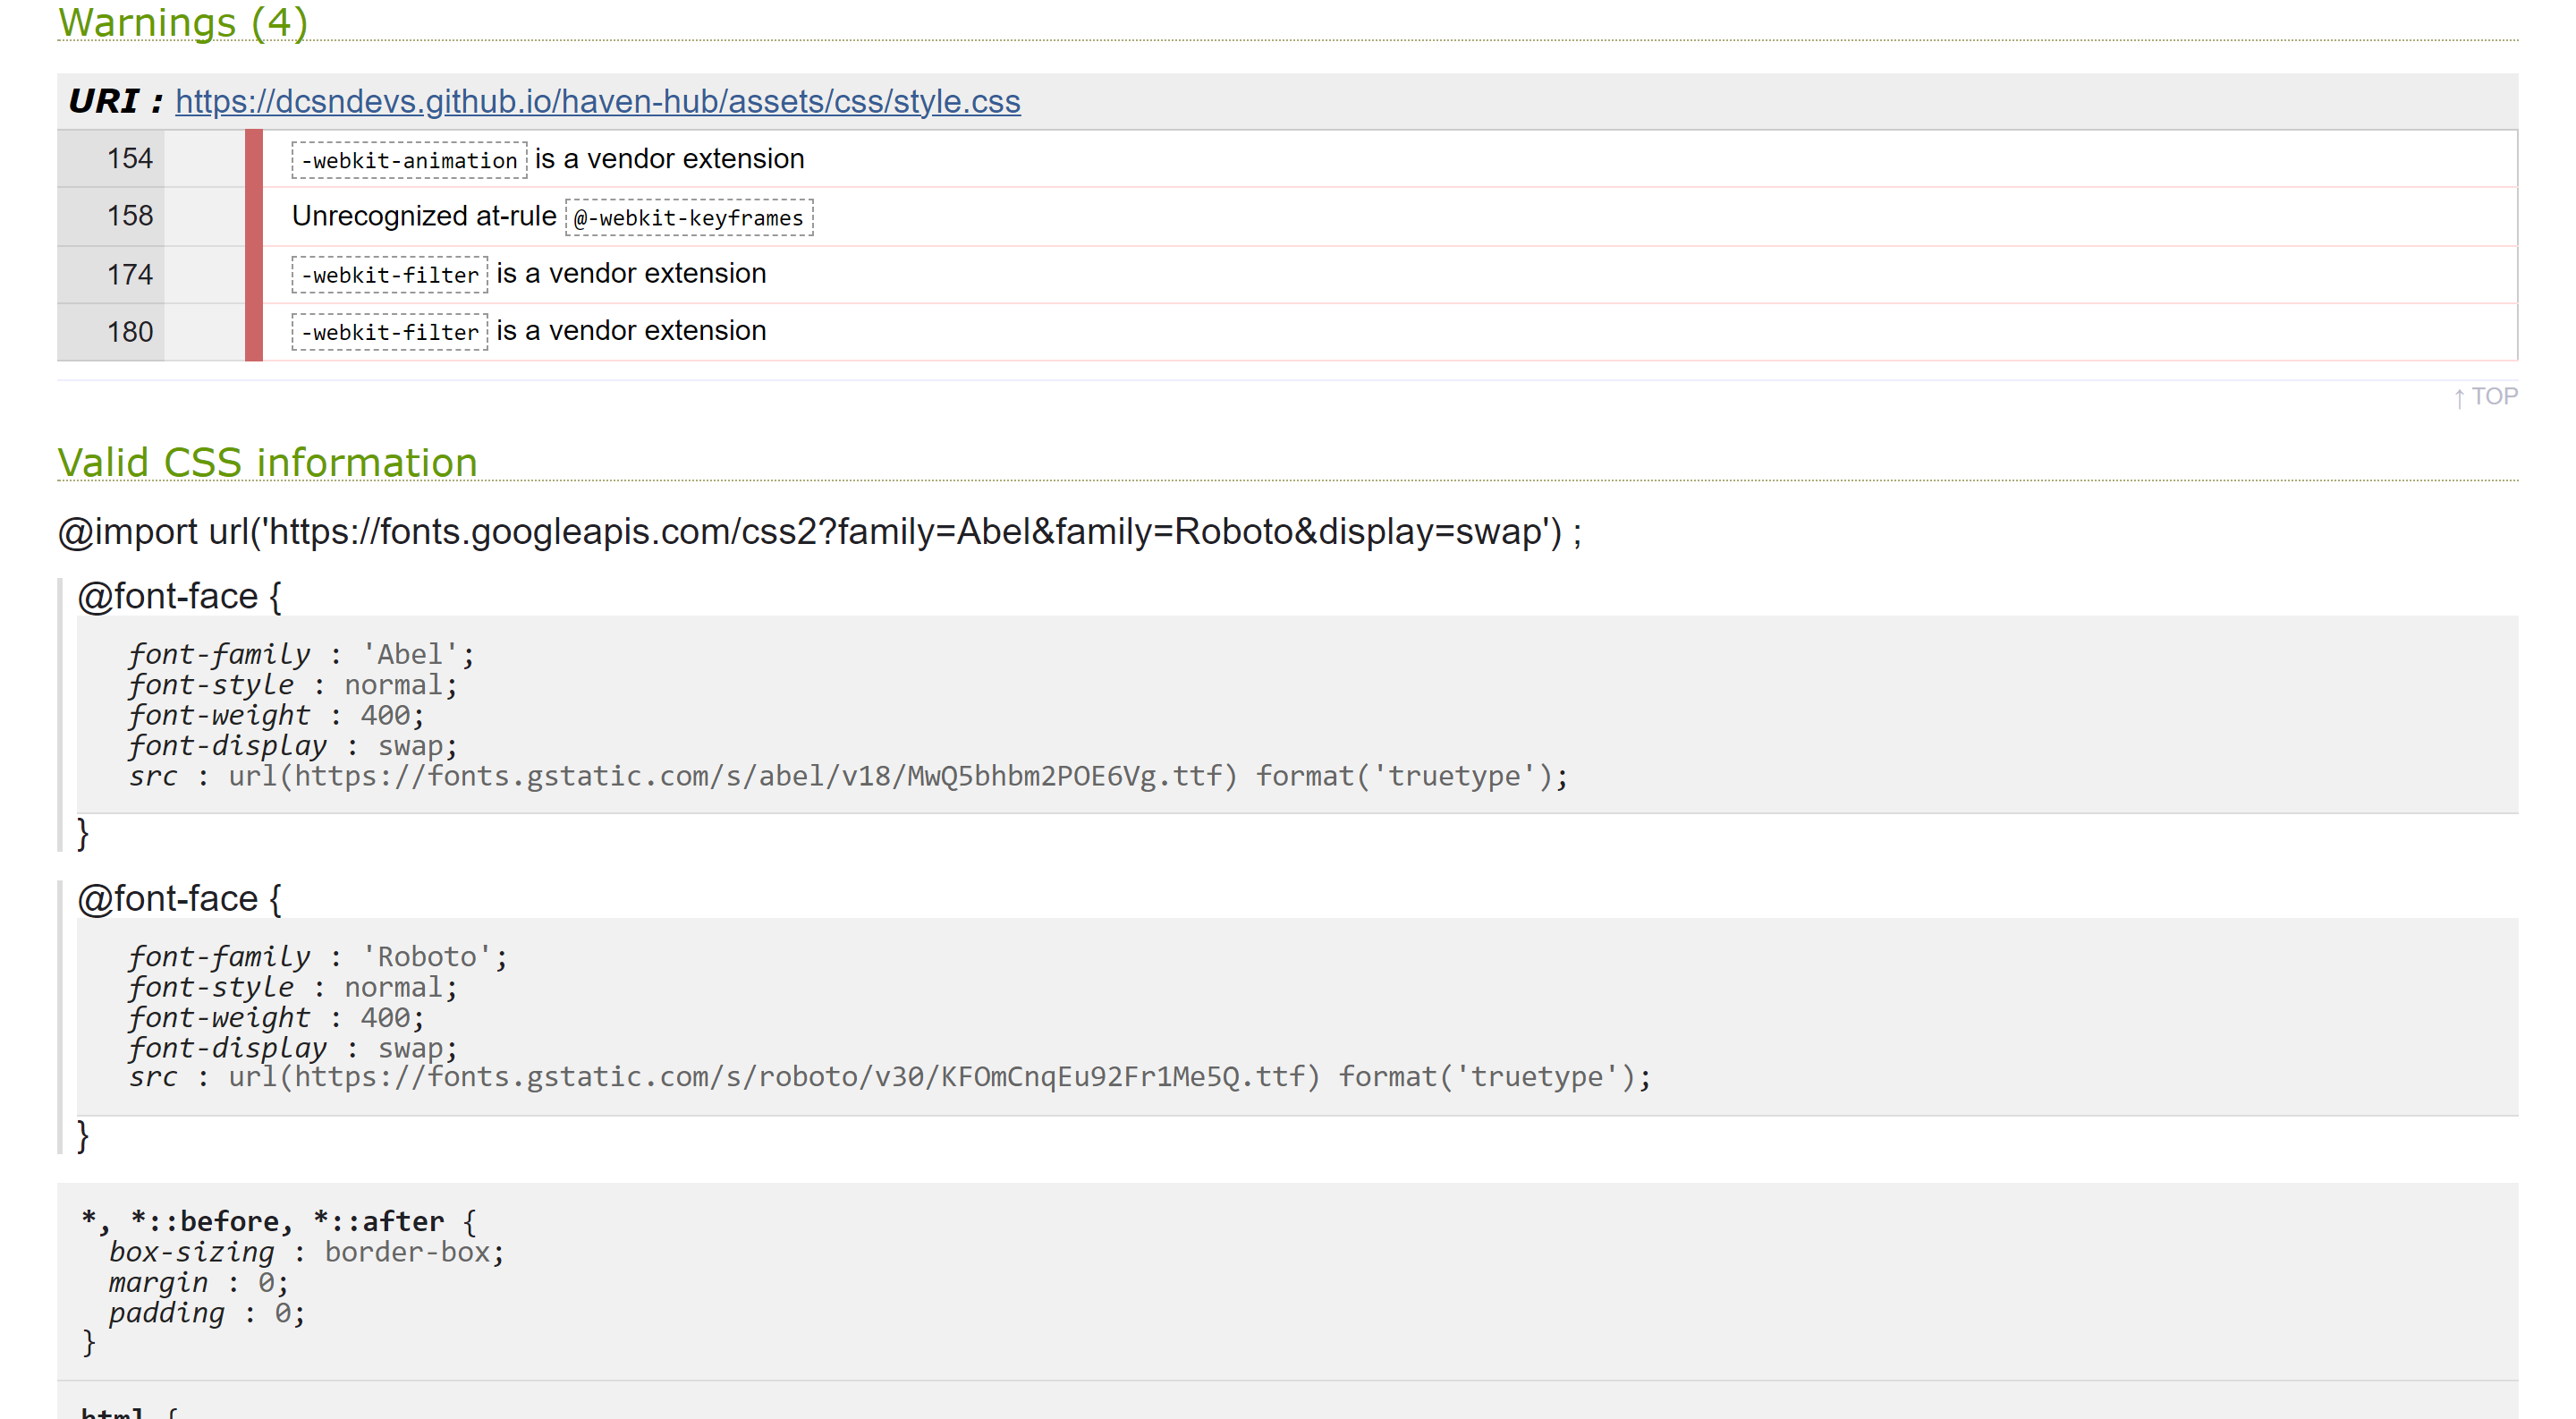 Warnings (4)
URI : https://dcsndevs.github.io/haven-hub/assets/css/style.css
154 -webkit-animation is a vendor extension
158 Unrecognized at-rule @-webkit-keyframes
174 -webkit-filter is a vendor extension
180 -webkit-filter is a vendor extension
↑ TOP
Valid CSS information
@import url('https://fonts.googleapis.com/css2?family=Abel&family=Roboto&display=swap') ;
@font-face {
font-family : 'Abel';
font-style : normal;
font-weight : 400;
font-display : swap;
src : url(https://fonts.gstatic.com/s/abel/v18/MwQ5bhbm2POE6Vg.ttf) format('truetype');
}
@font-face {
font-family : 'Roboto';
font-style : normal;
font-weight : 400;
font-display : swap;
src : url(https://fonts.gstatic.com/s/roboto/v30/KFOmCnqEu92Fr1Me5Q.ttf) format('truetype');
}
*, *::before, *::after {
box-sizing : border-box;
margin : 0;
padding : 0;
}
html {